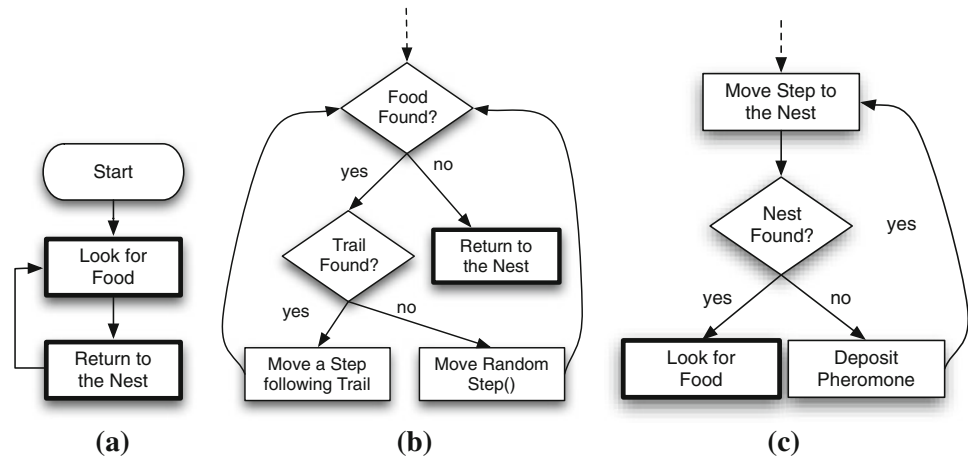 Start
Look for
Food
Return to
the Nest
(a)
Food
Found?
yes
no
Trail
Found?
Return to
the Nest
yes
no
Move a Step
following Trail
Move Random
Step()
(b)
Move Step to
the Nest
Nest
Found?
yes
yes
no
Look for
Food
Deposit
Pheromone
(c)